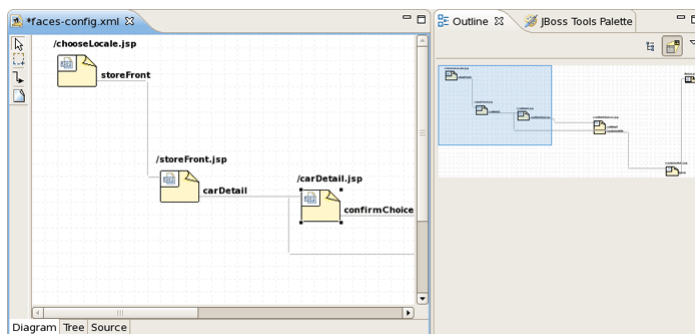 *faces-config.xml
Outline
JBoss Tools Palette
/chooseLocale.jsp
storeFront
/storeFront.jsp
carDetail
/carDetail.jsp
confirmChoice
Diagram Tree Source